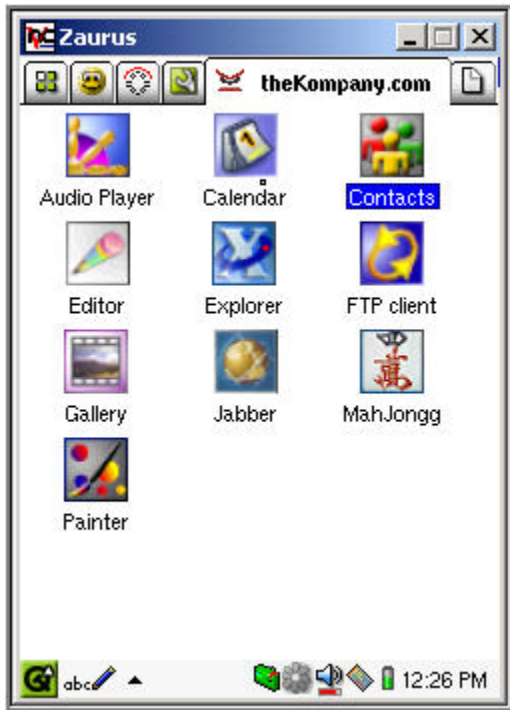 VNC Zaurus
theKompany.com
Audio Player Calendar Contacts
Editor Explorer FTP client
Gallery Jabber MahJongg
Painter
abc 12:26 PM